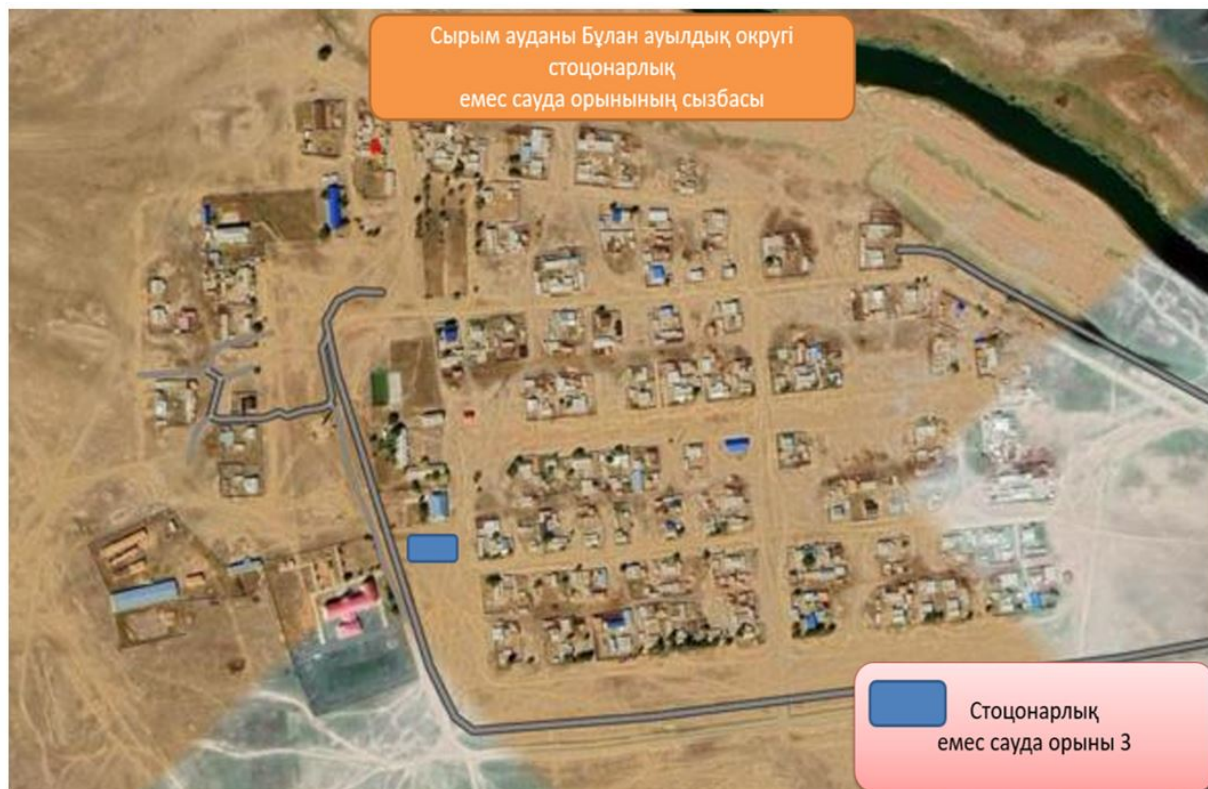 Сырым ауданы Бұлан ауылдық округі
стоцонарлық
емес сауда орынының сызбасы
Стоцонарлық
емес сауда орыны 3